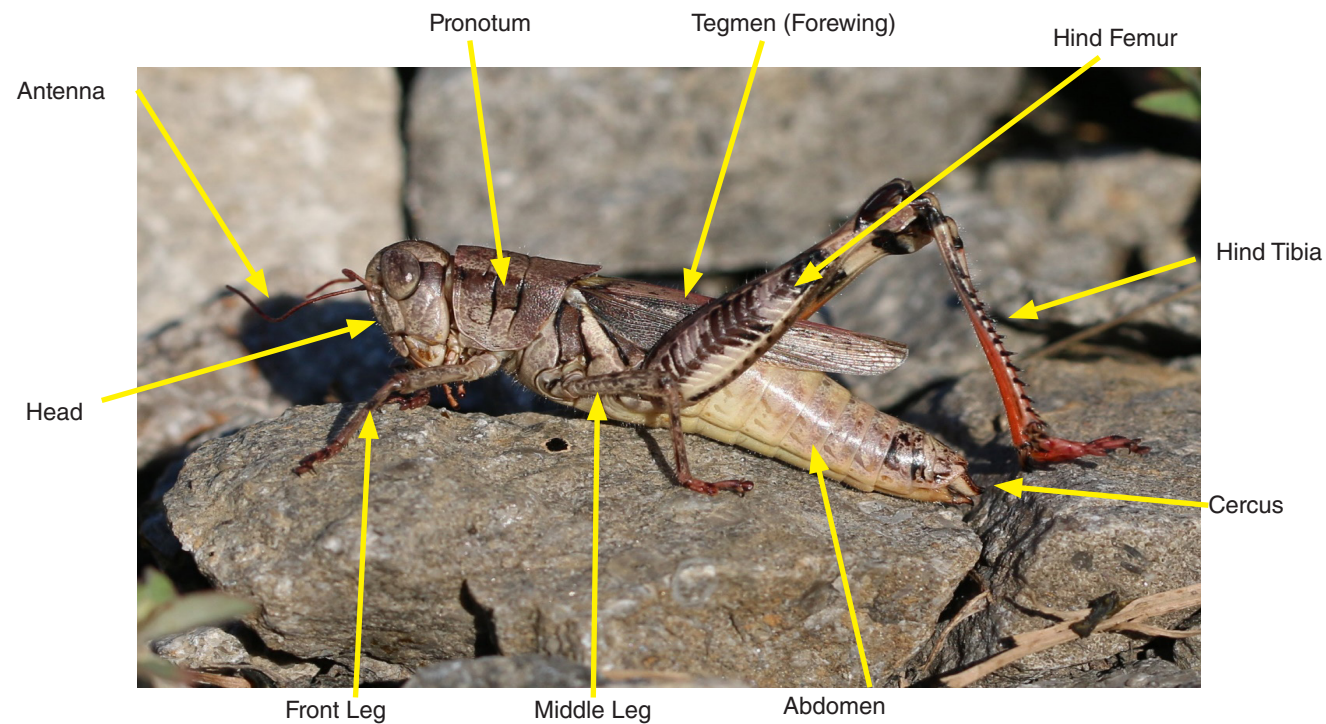 Pronotum
Tegmen (Forewing)
Hind Femur
Antenna
Hind Tibia
Head
Cercus
Front Leg
Middle Leg
Abdomen